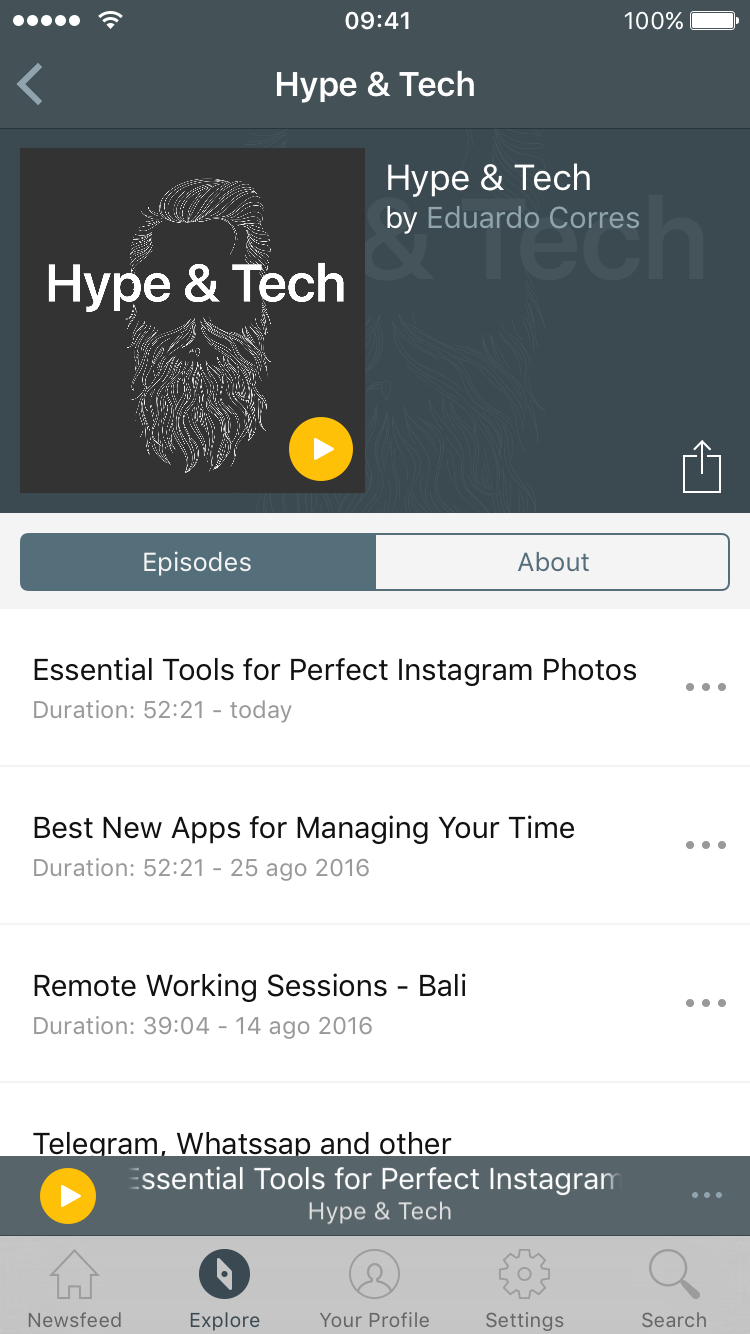 09:41
100%
Hype & Tech
Hype & Tech
Hype & Tech
by Eduardo Corres
& Tech
Episodes
About
Essential Tools for Perfect Instagram Photos
Duration: 52:21 - today
Best New Apps for Managing Your Time
Duration: 52:21 - 25 ago 2016
Remote Working Sessions - Bali
Duration: 39:04 - 14 ago 2016
Telegram, Whatssap and other
Essential Tools for Perfect Instagram
Hype & Tech
Newsfeed
Explore
Your Profile
Settings
Search